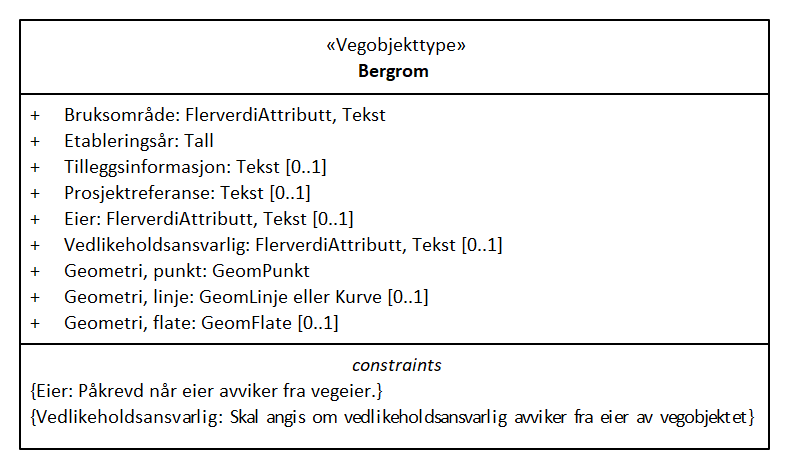 «Vegobjekttype»
Bergrom
+ Bruksområde: FlerverdiAttributt, Tekst
+ Etableringsår: Tall
+ Tilleggsinformasjon: Tekst [0..1]
+ Prosjektreferanse: Tekst [0..1]
+ Eier: FlerverdiAttributt, Tekst [0..1]
+ Vedlikeholdsansvarlig: FlerverdiAttributt, Tekst [0..1]
+ Geometri, punkt: GeomPunkt
+ Geometri, linje: GeomLinje eller Kurve [0..1]
+ Geometri, flate: GeomFlate [0..1]
constraints
{Eier: Påkrevd når eier avviker fra vegeier.}
{Vedlikeholdsansvarlig: Skal angis om vedlikeholdsansvarlig avviker fra eier av vegobjektet}